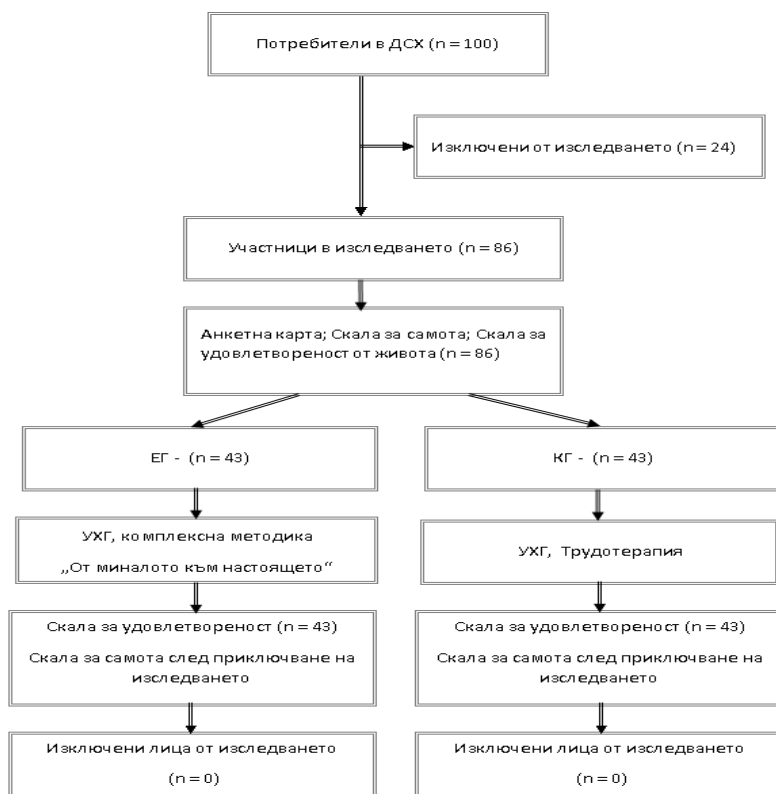 Потребители в ДСХ (n = 100)
Изключени от изследването (n = 24)
Участници в изследването (n = 86)
Анкетна карта; Скала за самота; Скала за
удовлетвореност от живота (n = 86)
ЕГ - (n = 43)
УХГ, комплексна методика
„От миналото към настоящето“
Скала за удовлетвореност (n = 43)
Скала за самота след приключване на
изследването
Изключени лица от изследването
(n = 0)
КГ - (n = 43)
УХГ, Трудотерапия
Скала за удовлетвореност (n = 43)
Скала за самота след приключване на
изследването
Изключени лица от изследването
(n = 0)